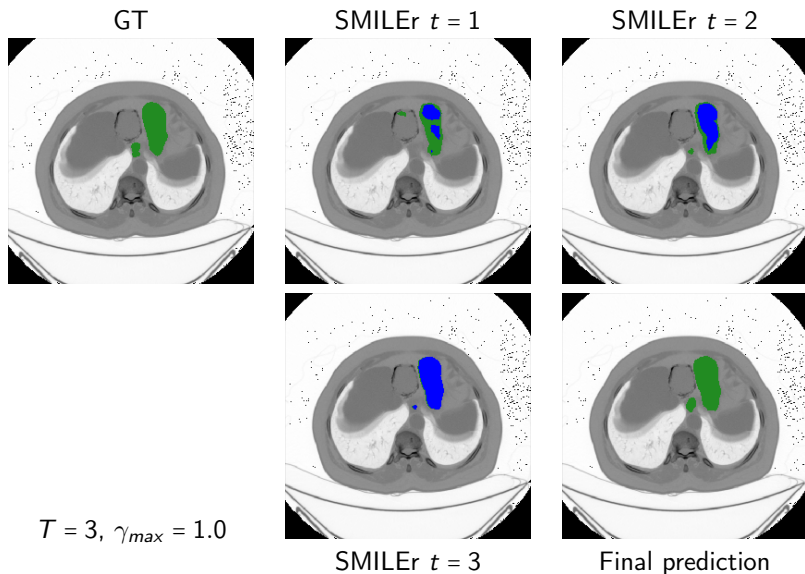 GT
SMILEr t = 1
SMILEr t = 2
T = 3, γmax = 1.0
SMILEr t = 3
Final prediction